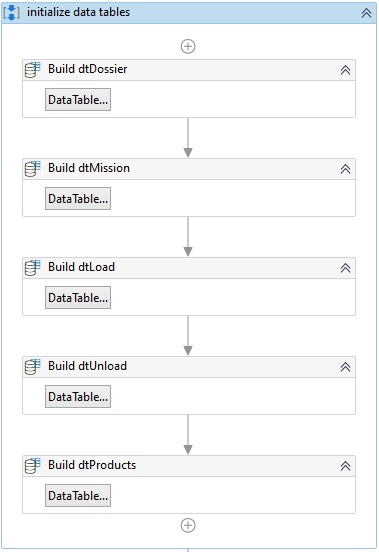 initialize data tables
Build dtDossier
DataTable...
Build dtMission
DataTable...
Build dtLoad
DataTable...
Build dtUnload
DataTable...
Build dtProducts
DataTable...